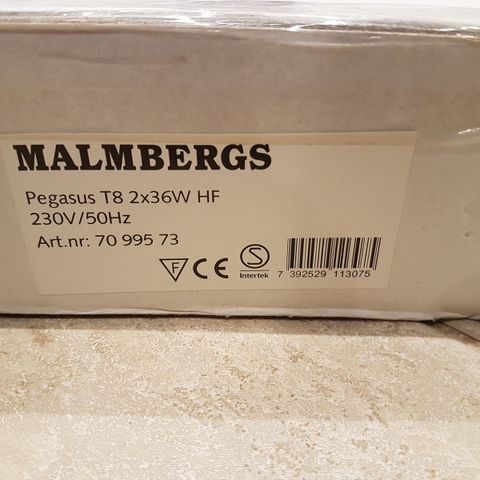 MALMBERGS
Pegasus T8 2x36W HF
230V/50Hz
Art.nr: 70 995 73
F CE S
Intertek
7 392529 113075